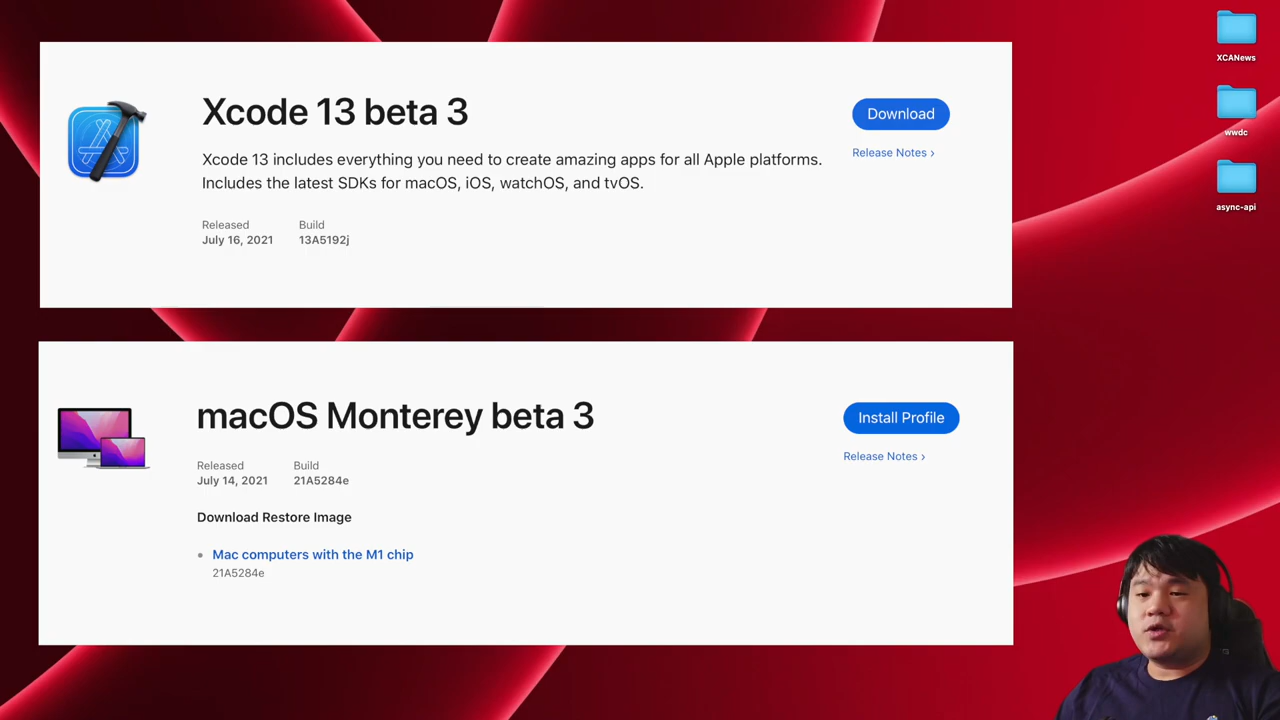 Xcode 13 beta 3
Download
Xcode 13 includes everything you need to create amazing apps for all Apple platforms.
Includes the latest SDKs for macOS, iOS, watchOS, and tvOS.
Release Notes ›
Released
Build
July 16, 2021
13A5192j
macOS Monterey beta 3
Install Profile
Release Notes ›
Released
Build
July 14, 2021
21A5284e
Download Restore Image
• Mac computers with the M1 chip
21A5284e
XCANews
wwdc
async-api